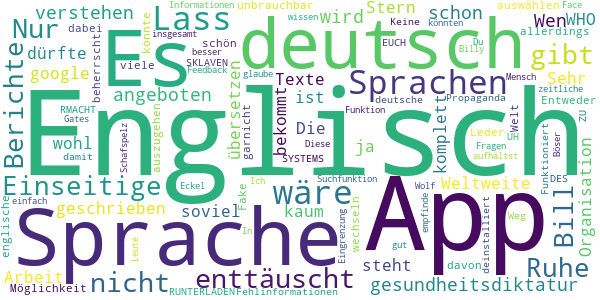 verstehen Lass Informationen unbrauchbar
dabei Stern wissen auswählen Face
Nur Es deutsch Wen WHO
dürfte könnte Keine EUCH Du Billy könnten
google viele schön wird schon allerdings
beherrscht insgesamt besser SKLAVEN Feedback glaube
Sprachen gibt
Berichte angeboten übersetzen Texte Sehr
auszugehen garnicht ist bekommt deutsche Mensch
RMACHT Gates Funktion Propaganda zeitliche Entweder
wohl Die Diese SYSTEMS Welt ZU
damit Schafspelz ja komplett UH Funktioniert
Englisch
Leder Fragen aufhältst Böser
Einseitige Eckel wäre Suchfunktion Weltweite DES
englische einfach geschrieben soviel Fake Ich In kaum
Wolf Weg Organisation
Sprache App Bill
wechseln empfinde deinstalliert
Arbeit nicht enttäuscht Eingrenzung steht gut davon Ruhe
Möglichkeit Leute gesundheitsdiktatur
RUNTERLADEN Fehlinformationen